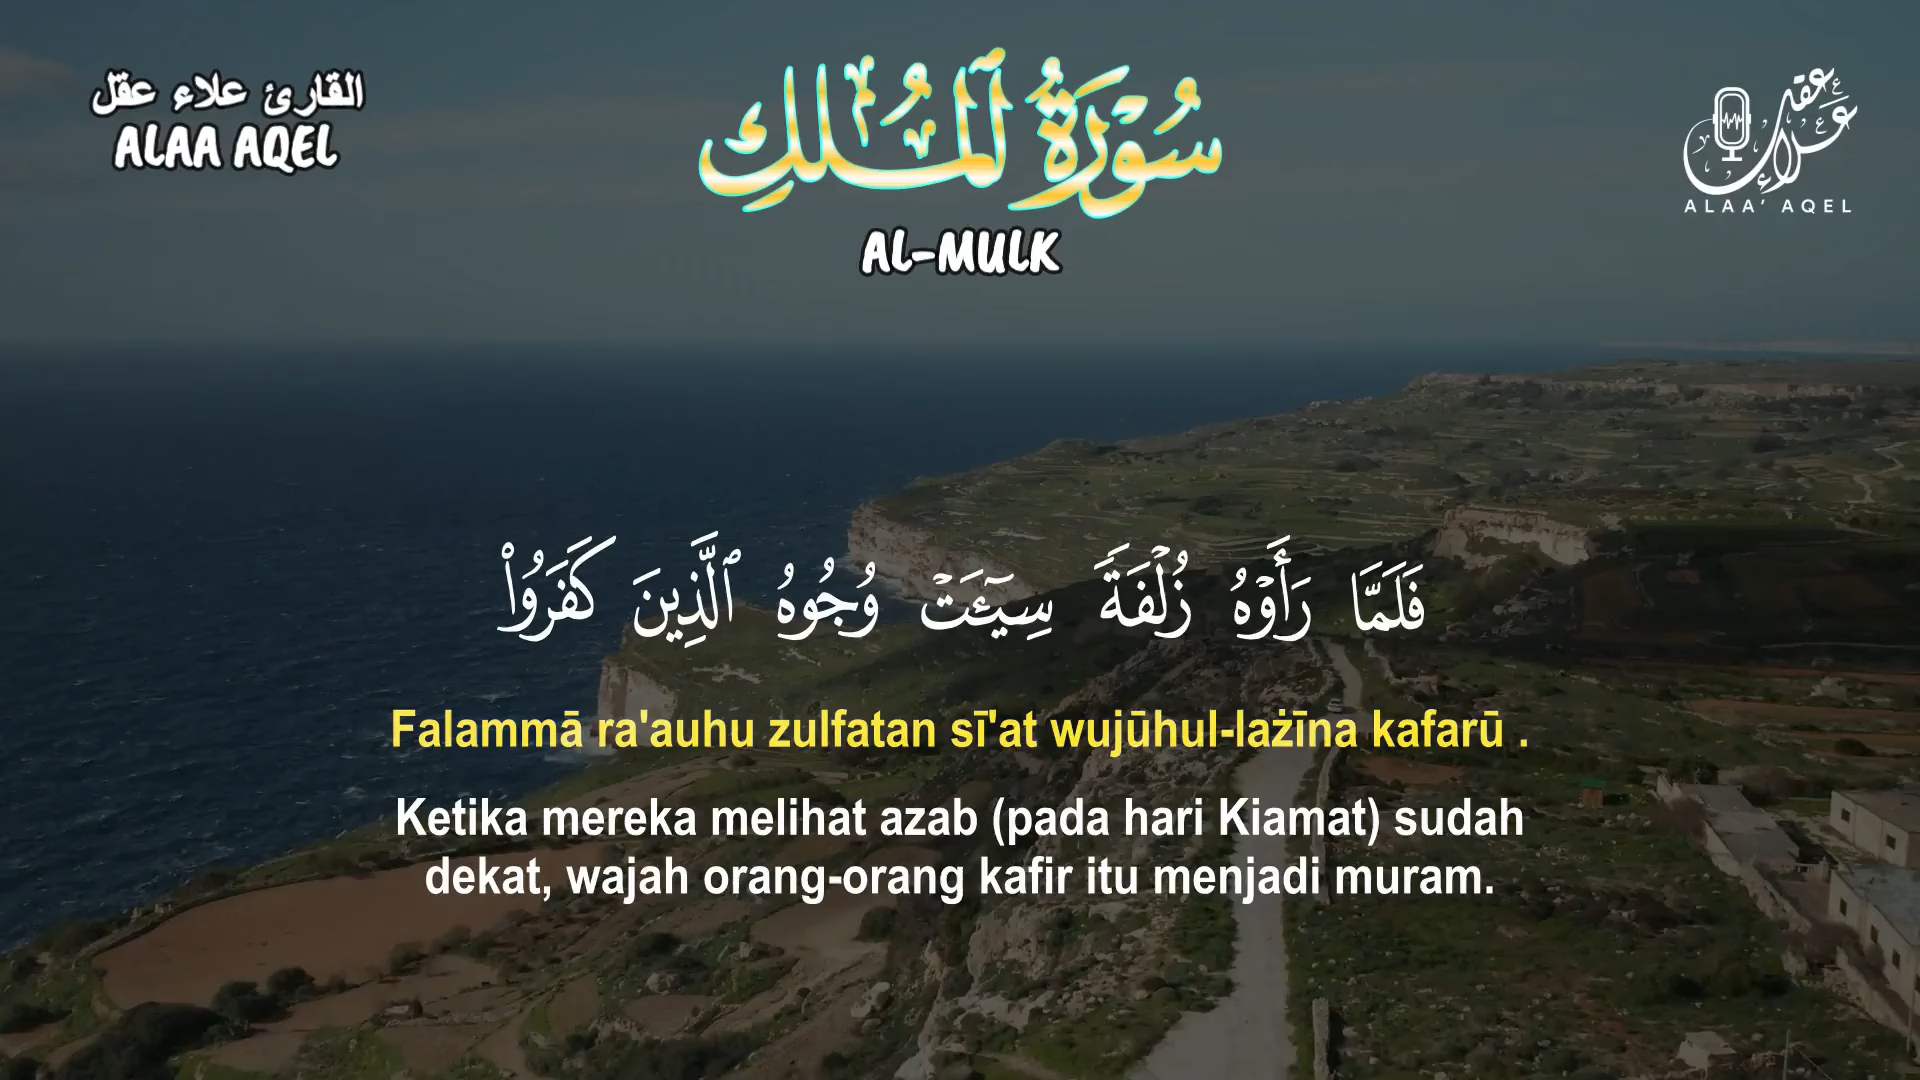 القارئ علاء عقل
ALAA AQEL
سُورَةُ ٱلْمُلْكِ
AL-MULK
علاء عقل
ALAA' AQEL
فَلَمَّا رَأَوْهُ زُلْفَةً سِيٓـَٔتْ وُجُوهُ ٱلَّذِينَ كَفَرُوا۟
Falammā ra'auhu zulfatan sī'at wujūhul-lażīna kafarū .
Ketika mereka melihat azab (pada hari Kiamat) sudah
dekat, wajah orang-orang kafir itu menjadi muram.